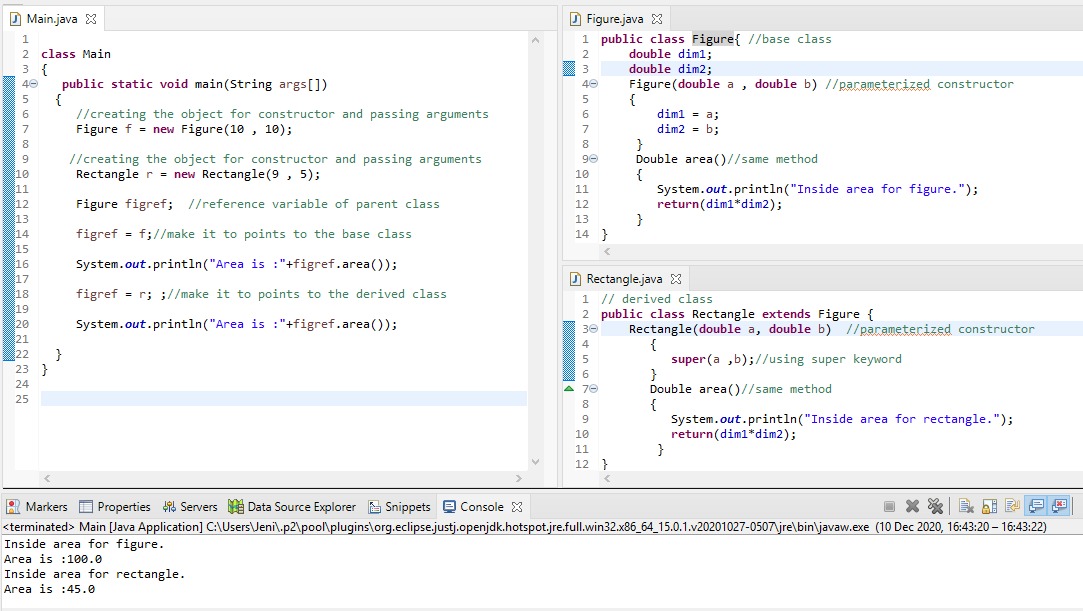 Main.java
1
2 class Main
3 {
4 public static void main(String args[])
5 {
6 //creating the object for constructor and passing arguments
7 Figure f = new Figure(10 , 10);
8
9 //creating the object for constructor and passing arguments
10 Rectangle r = new Rectangle(9 , 5);
11
12 Figure figref;  //reference variable of parent class
13
14 figref = f;//make it to points to the base class
15
16 System.out.println("Area is :"+figref.area());
17
18 figref = r; ;//make it to points to the derived class
19
20 System.out.println("Area is :"+figref.area());
21
22 }
23 }
24
25
Figure.java
1 public class Figure{ //base class
2 double dim1;
3 double dim2;
4 Figure(double a , double b) //parameterized constructor
5 {
6 dim1 = a;
7 dim2 = b;
8 }
9 Double area()//same method
10 {
11 System.out.println("Inside area for figure.");
12 return(dim1*dim2);
13 }
14 }
Rectangle.java
1 // derived class
2 public class Rectangle extends Figure {
3 Rectangle(double a, double b)  //parameterized constructor
4 {
5 super(a ,b);//using super keyword
6 }
7 Double area()//same method
8 {
9 System.out.println("Inside area for rectangle.");
10 return(dim1*dim2);
11 }
12 }
Markers Properties Servers Data Source Explorer Snippets Console
<terminated> Main [Java Application] C:\Users\Jeni\.p2\pool\plugins\org.eclipse.justj.openjdk.hotspot.jre.full.win32.x86_64_15.0.1.v20201027-0507\jre\bin\javaw.exe (10 Dec 2020, 16:43:20 – 16:43:22)
Inside area for figure.
Area is :100.0
Inside area for rectangle.
Area is :45.0